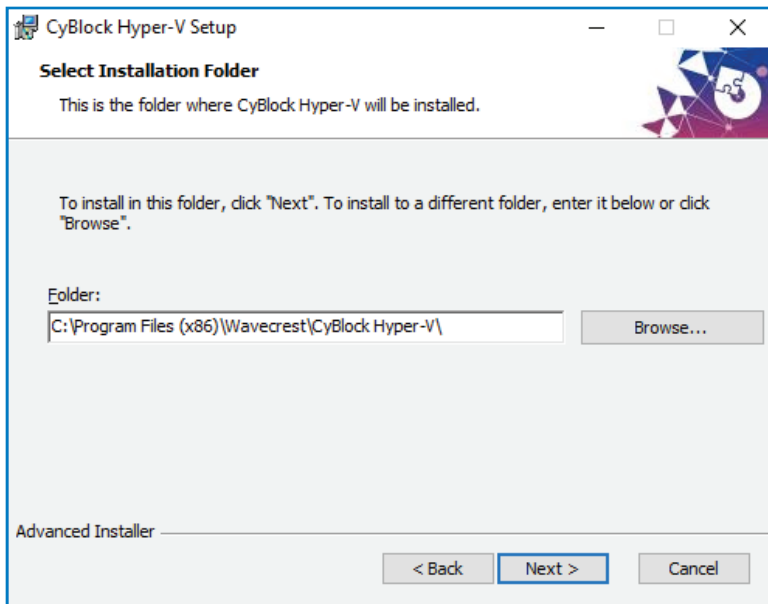 CyBlock Hyper-V Setup
Select Installation Folder
This is the folder where CyBlock Hyper-V will be installed.
To install in this folder, click "Next". To install to a different folder, enter it below or click
"Browse".
Folder:
C:\Program Files (x86)\Wavecrest\CyBlock Hyper-V\
Browse...
Advanced Installer
< Back
Next >
Cancel